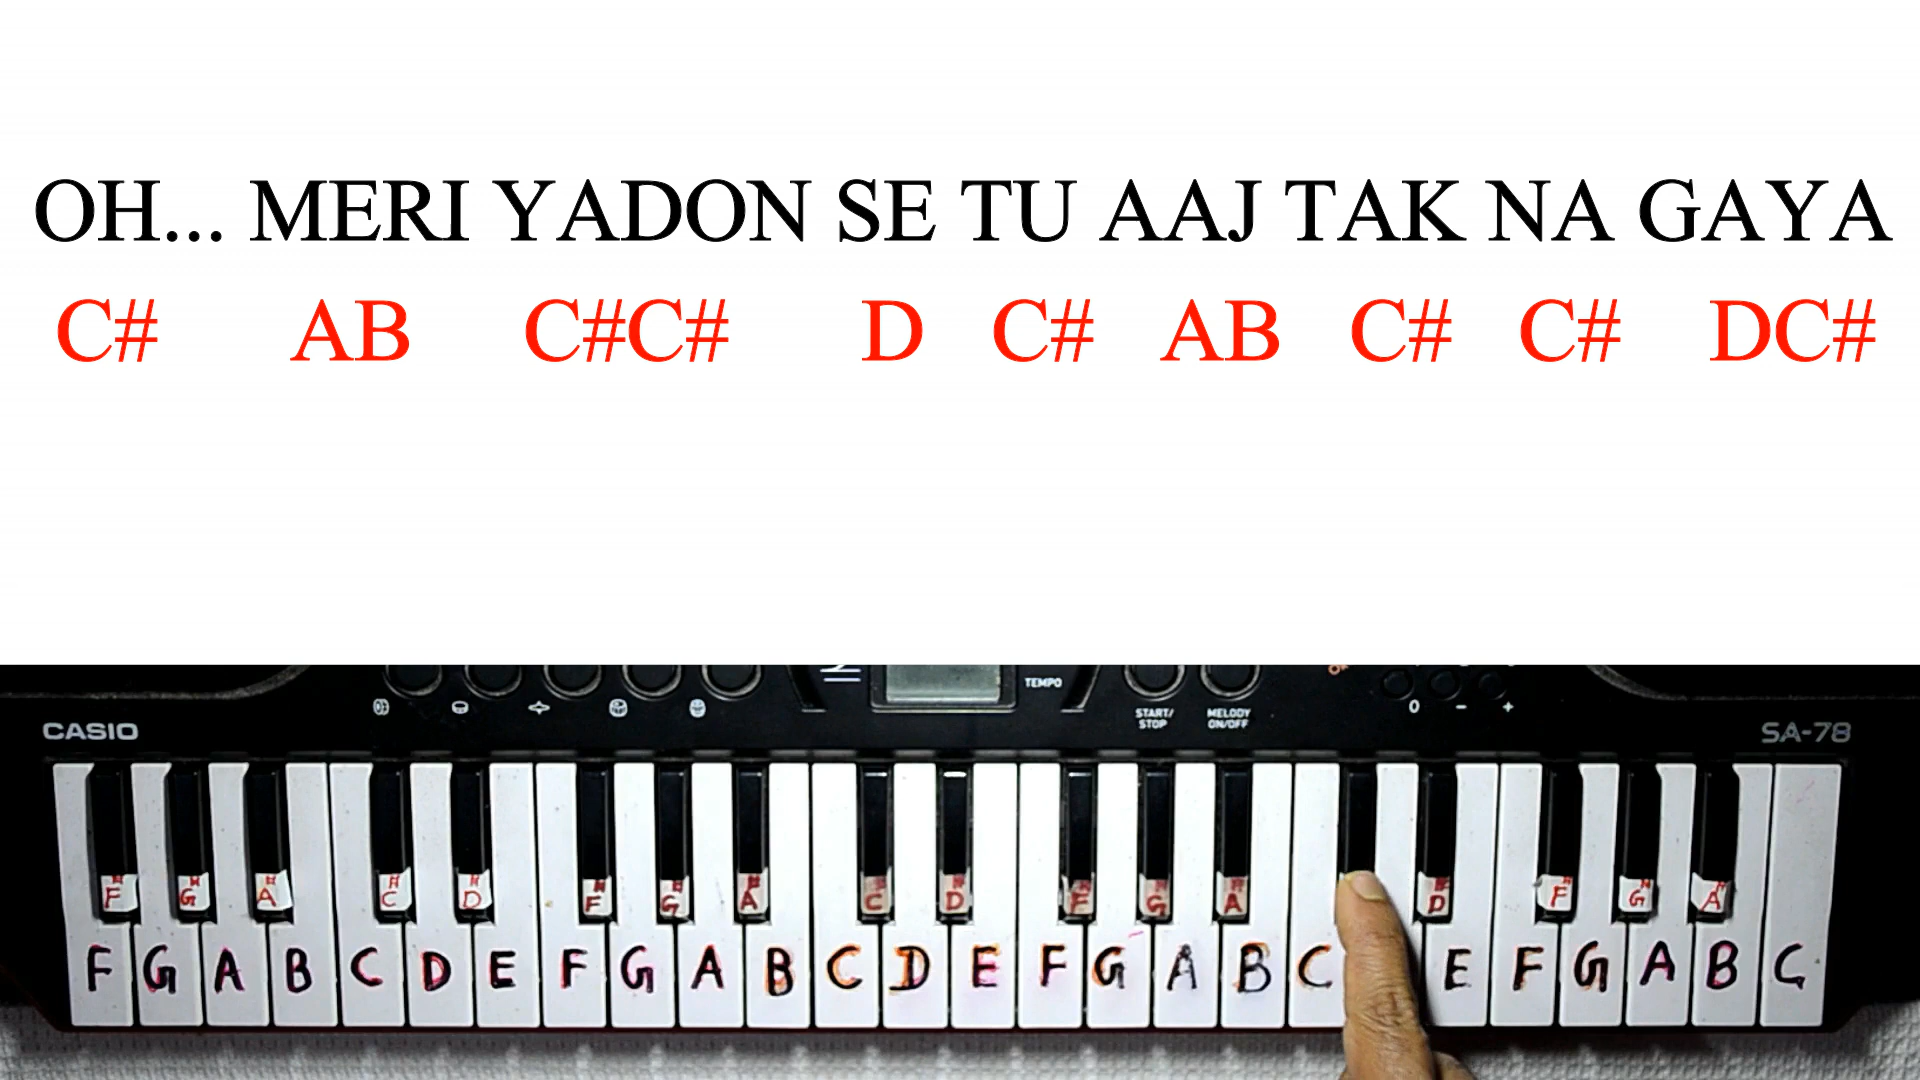 OH... MERI YADON SE TU AAJ TAK NA GAYA
C# AB C#C# D C# AB C# C# DC#
TEMPO
START/ STOP
MELODY ON/OFF
0 - +
CASIO
SA-78
F# G# A# C# D# F# G# A# C# D# F# G# A# D# F# G# A#
F G A B C D E F G A B C D E F G A B C E F G A B C